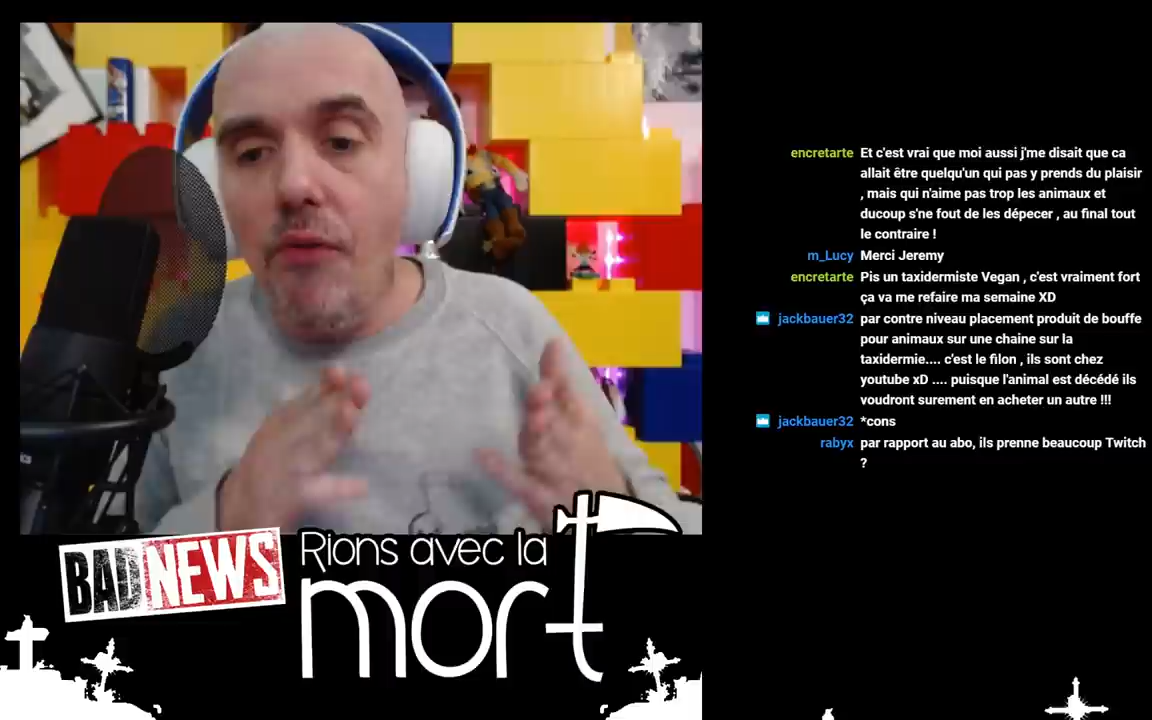 encretarte Et c'est vrai que moi aussi j'me disait que ca
allait être quelqu'un qui pas y prends du plaisir
, mais qui n'aime pas trop les animaux et
ducoup s'ne fout de les dépecer , au final tout
le contraire !
m_Lucy Merci Jeremy
encretarte Pis un taxidermiste Vegan , c'est vraiment fort
ça va me refaire ma semaine XD
jackbauer32 par contre niveau placement produit de bouffe
pour animaux sur une chaine sur la
taxidermie.... c'est le filon , ils sont chez
youtube xD .... puisque l'animal est décédé ils
voudront surement en acheter un autre !!!
jackbauer32 *cons
rabyx par rapport au abo, ils prenne beaucoup Twitch
?
BADNEWS
Rions avec la
mort